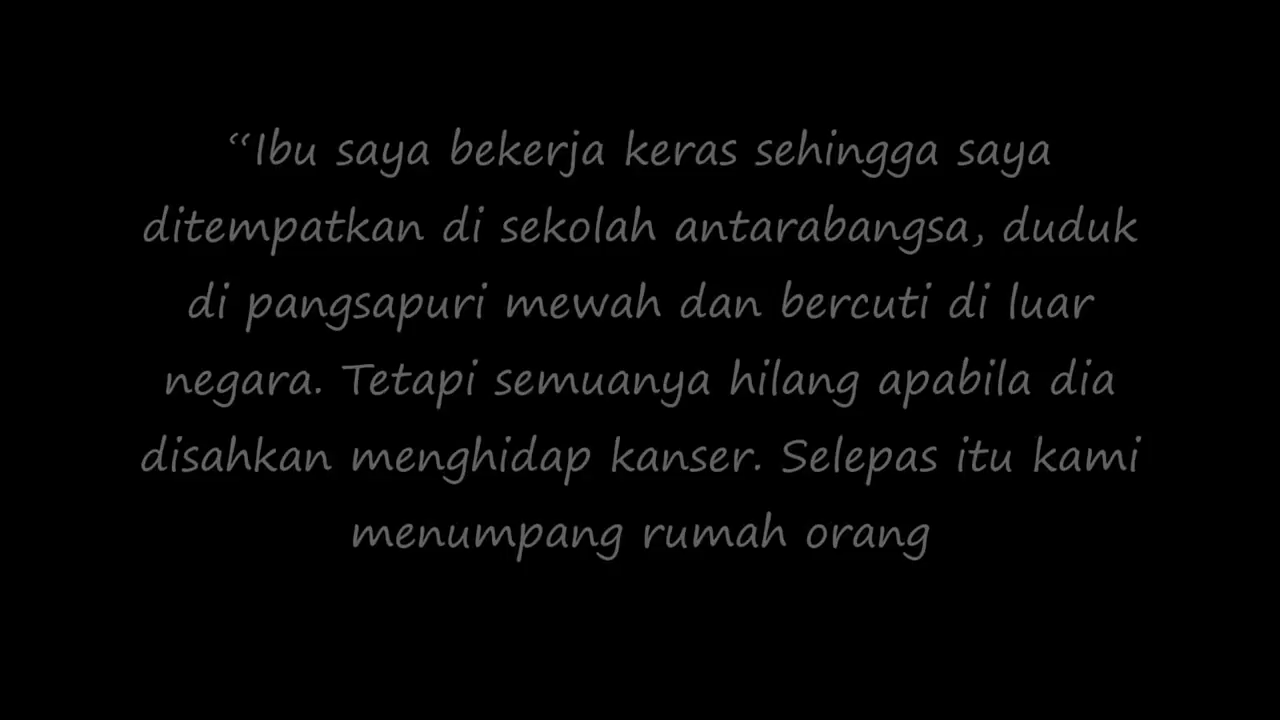 “Ibu saya bekerja keras sehingga saya
ditempatkan di sekolah antarabangsa, duduk
di pangsapuri mewah dan bercuti di luar
negara. Tetapi semuanya hilang apabila dia
disahkan menghidap kanser. Selepas itu kami
menumpang rumah orang